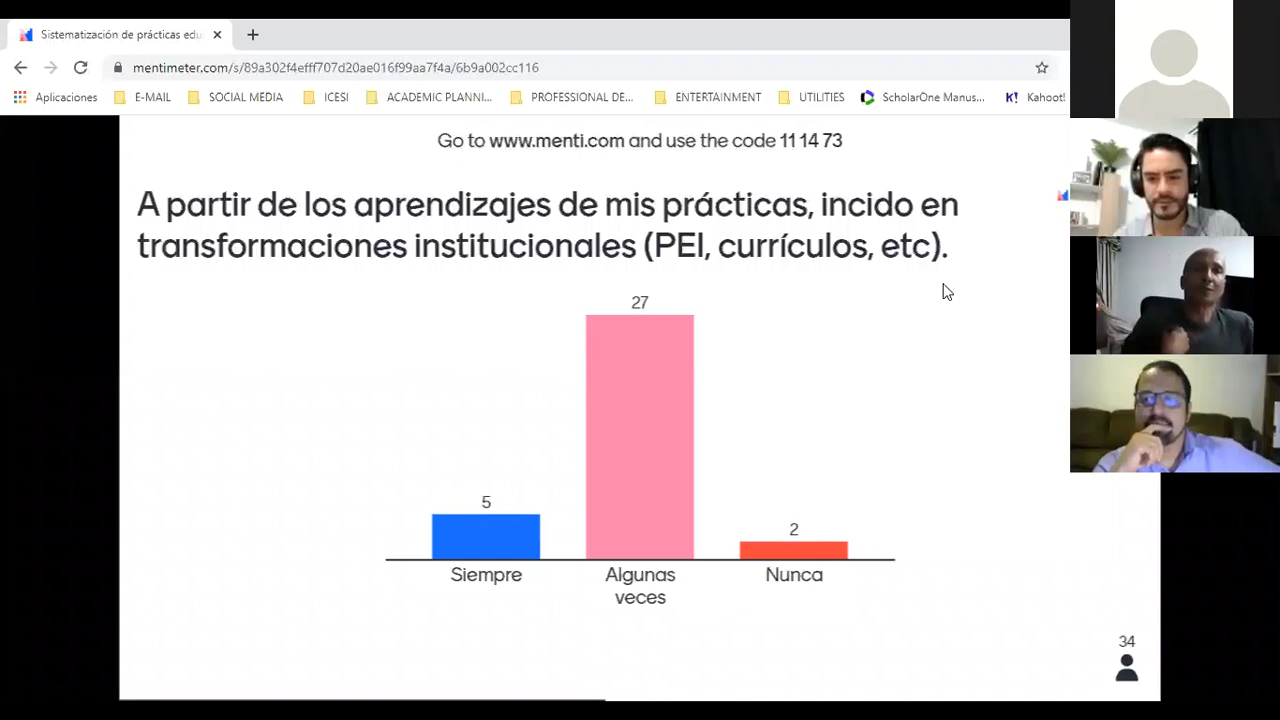 Sistematización de prácticas edu
mentimeter.com/s/89a302f4efff707d20ae016f99aa7f4a/6b9a002cc116
Aplicaciones E-MAIL SOCIAL MEDIA ICESI ACADEMIC PLANNI... PROFESSIONAL DE... ENTERTAINMENT UTILITIES ScholarOne Manus... K! Kahoot!
Go to www.menti.com and use the code 11 14 73
A partir de los aprendizajes de mis prácticas, incido en
transformaciones institucionales (PEI, currículos, etc).
27
5
2
Siempre Algunas Nunca
veces
34